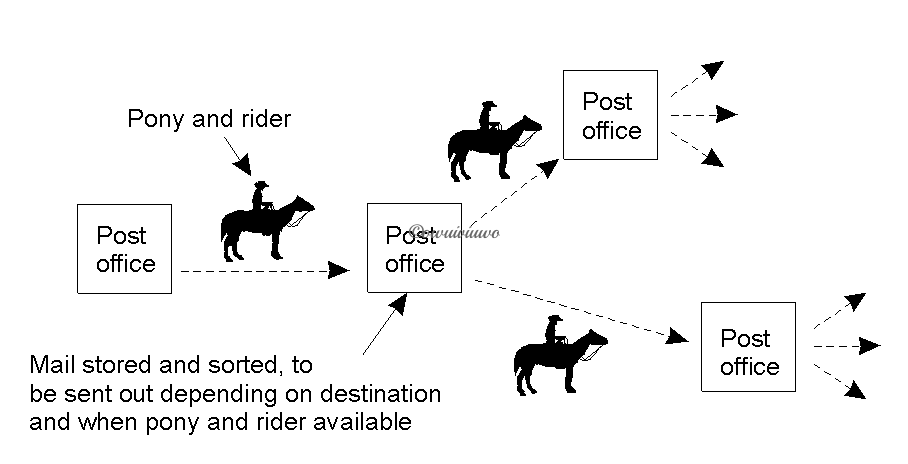 Pony and rider
Post
office
Post
office
Post
office
Post
office
Mail stored and sorted, to
be sent out depending on destination
and when pony and rider available